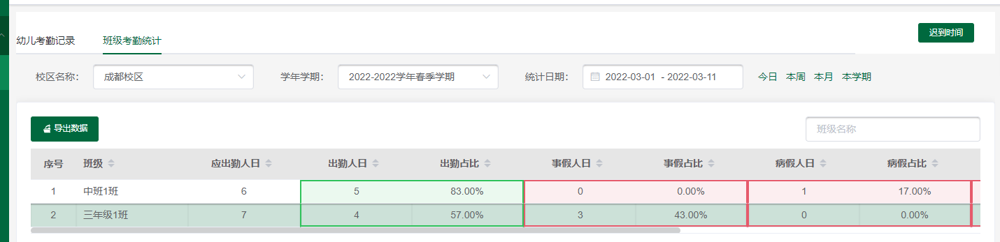 迟到时间
幼儿考勤记录 班级考勤统计
校区名称: 成都校区 学年学期: 2022-2022学年春季学期 统计日期: 2022-03-01 - 2022-03-11 今日 本周 本月 本学期
导出数据 班级名称
序号 班级 应出勤人日 出勤人日 出勤占比 事假人日 事假占比 病假人日 病假占比
1 中班1班 6 5 83.00% 0 0.00% 1 17.00%
2 三年级1班 7 4 57.00% 3 43.00% 0 0.00%